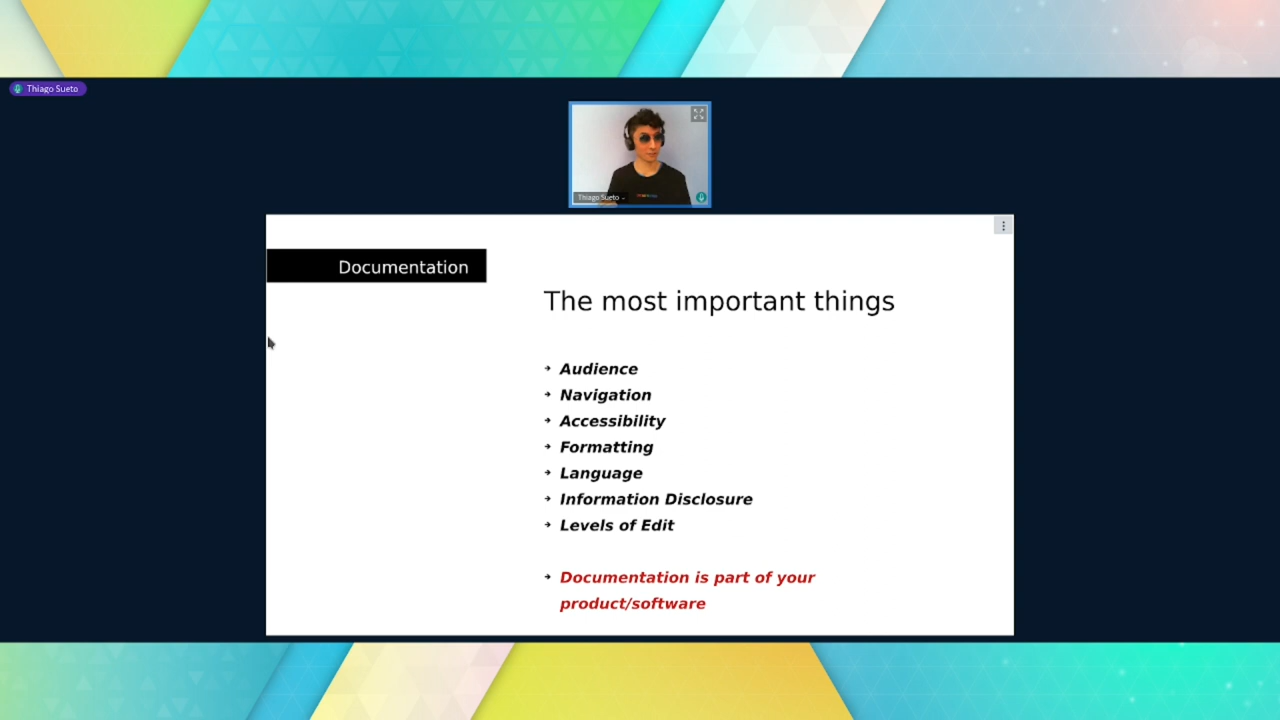 Thiago Sueto
Thiago Sueto
Documentation
The most important things
➔ Audience
➔ Navigation
➔ Accessibility
➔ Formatting
➔ Language
➔ Information Disclosure
➔ Levels of Edit
➔ Documentation is part of your
product/software